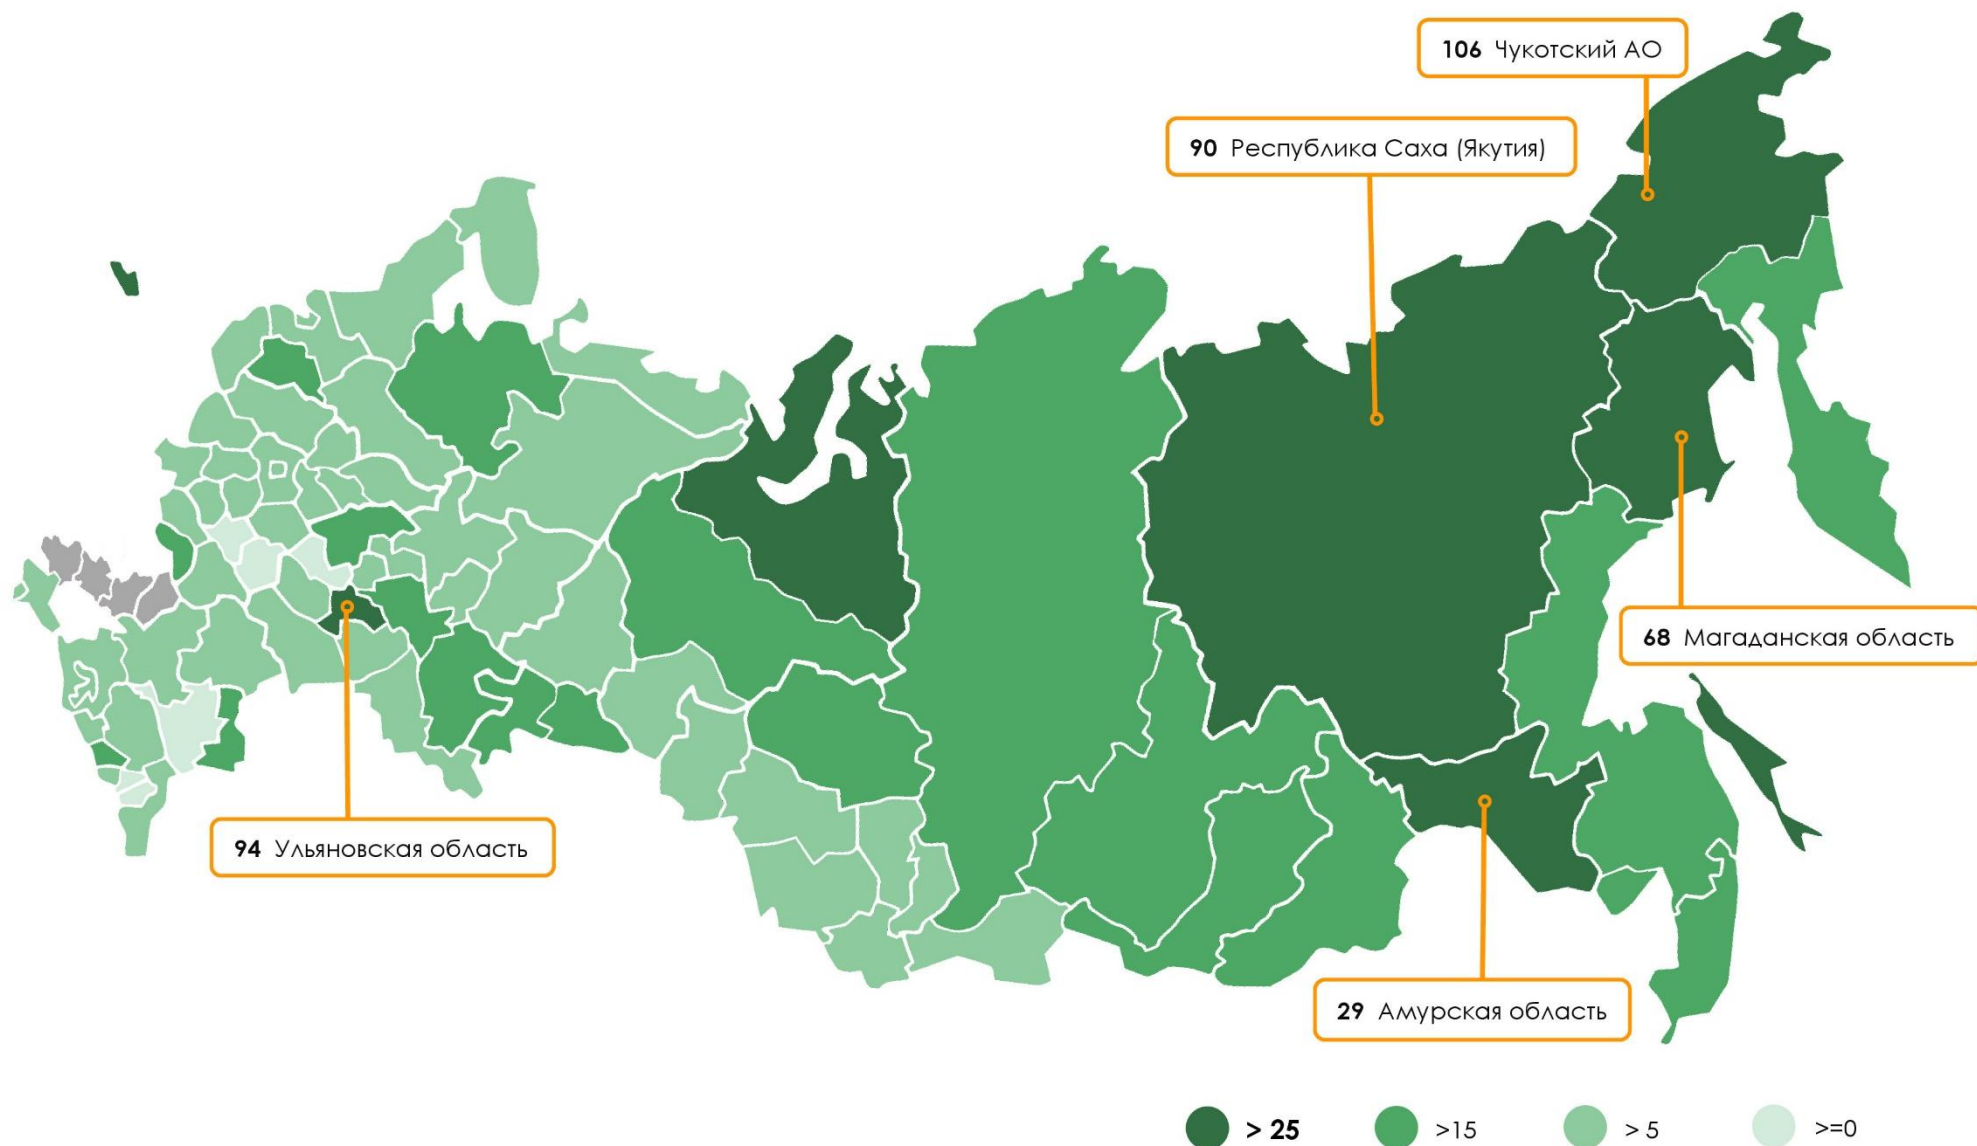 106 Чукотский АО
90 Республика Саха (Якутия)
68 Магаданская область
94 Ульяновская область
29 Амурская область
> 25 >15 > 5 >=0